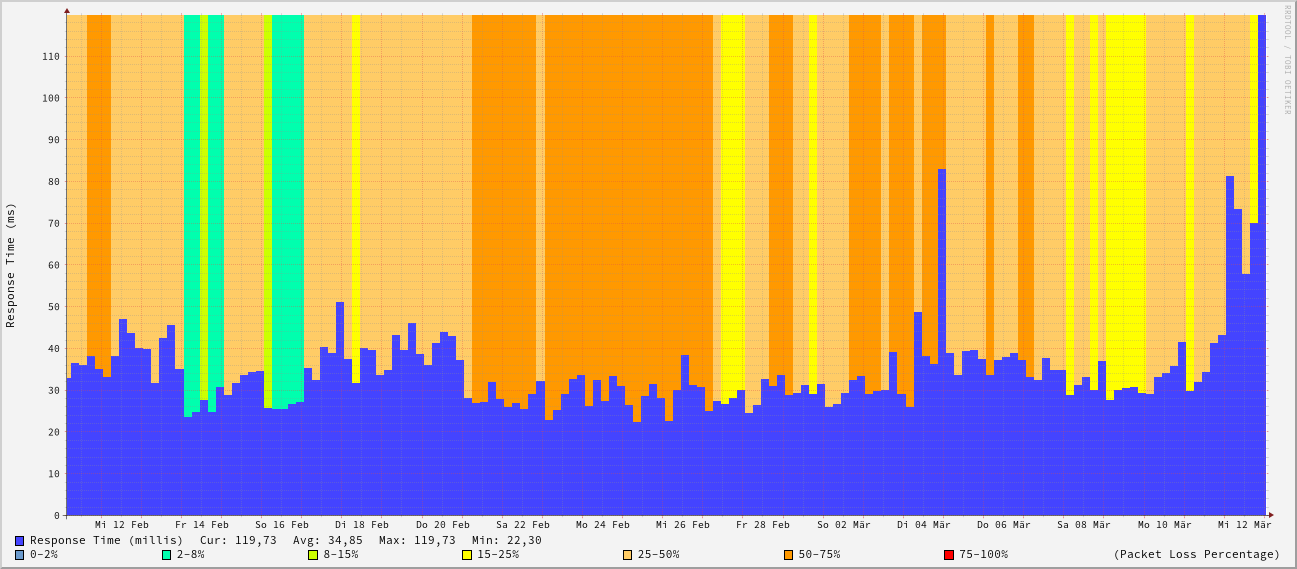 RRDTOOL / TOBI OETIKER
Response Time (ms)
110
100
90
80
70
60
50
40
30
20
10
0
Mi 12 Feb Fr 14 Feb So 16 Feb Di 18 Feb Do 20 Feb Sa 22 Feb Mo 24 Feb Mi 26 Feb Fr 28 Feb So 02 Mär Di 04 Mär Do 06 Mär Sa 08 Mär Mo 10 Mär Mi 12 Mär
Response Time (millis) Cur: 119,73 Avg: 34,85 Max: 119,73 Min: 22,30
0-2% 2-8% 8-15% 15-25% 25-50% 50-75% 75-100% (Packet Loss Percentage)